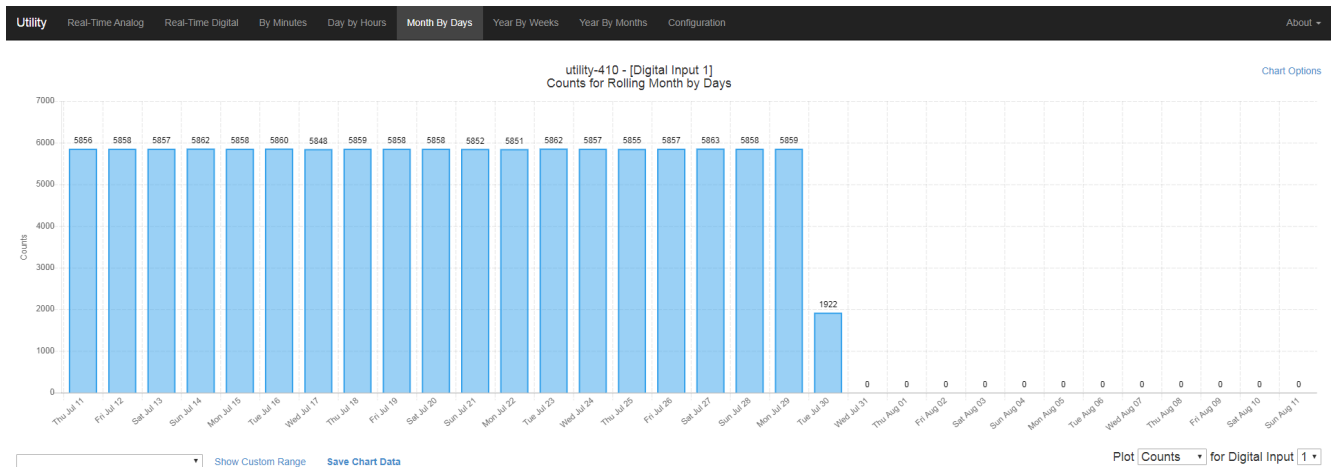 Utility Real-Time Analog Real-Time Digital By Minutes Day by Hours Month By Days Year By Weeks Year By Months Configuration About
utility-410 - [Digital Input 1]
Counts for Rolling Month by Days
Chart Options
7000
6000
5000
4000
3000
2000
1000
0
Counts
5856 5858 5857 5862 5858 5860 5848 5859 5858 5858 5852 5851 5862 5857 5855 5857 5863 5858 5859 1922 0 0 0 0 0 0 0 0 0 0 0 0
Thu Jul 11 Fri Jul 12 Sat Jul 13 Sun Jul 14 Mon Jul 15 Tue Jul 16 Wed Jul 17 Thu Jul 18 Fri Jul 19 Sat Jul 20 Sun Jul 21 Mon Jul 22 Tue Jul 23 Wed Jul 24 Thu Jul 25 Fri Jul 26 Sat Jul 27 Sun Jul 28 Mon Jul 29 Tue Jul 30 Wed Jul 31 Thu Aug 01 Fri Aug 02 Sat Aug 03 Sun Aug 04 Mon Aug 05 Tue Aug 06 Wed Aug 07 Thu Aug 08 Fri Aug 09 Sat Aug 10 Sun Aug 11
Show Custom Range Save Chart Data Plot Counts for Digital Input 1